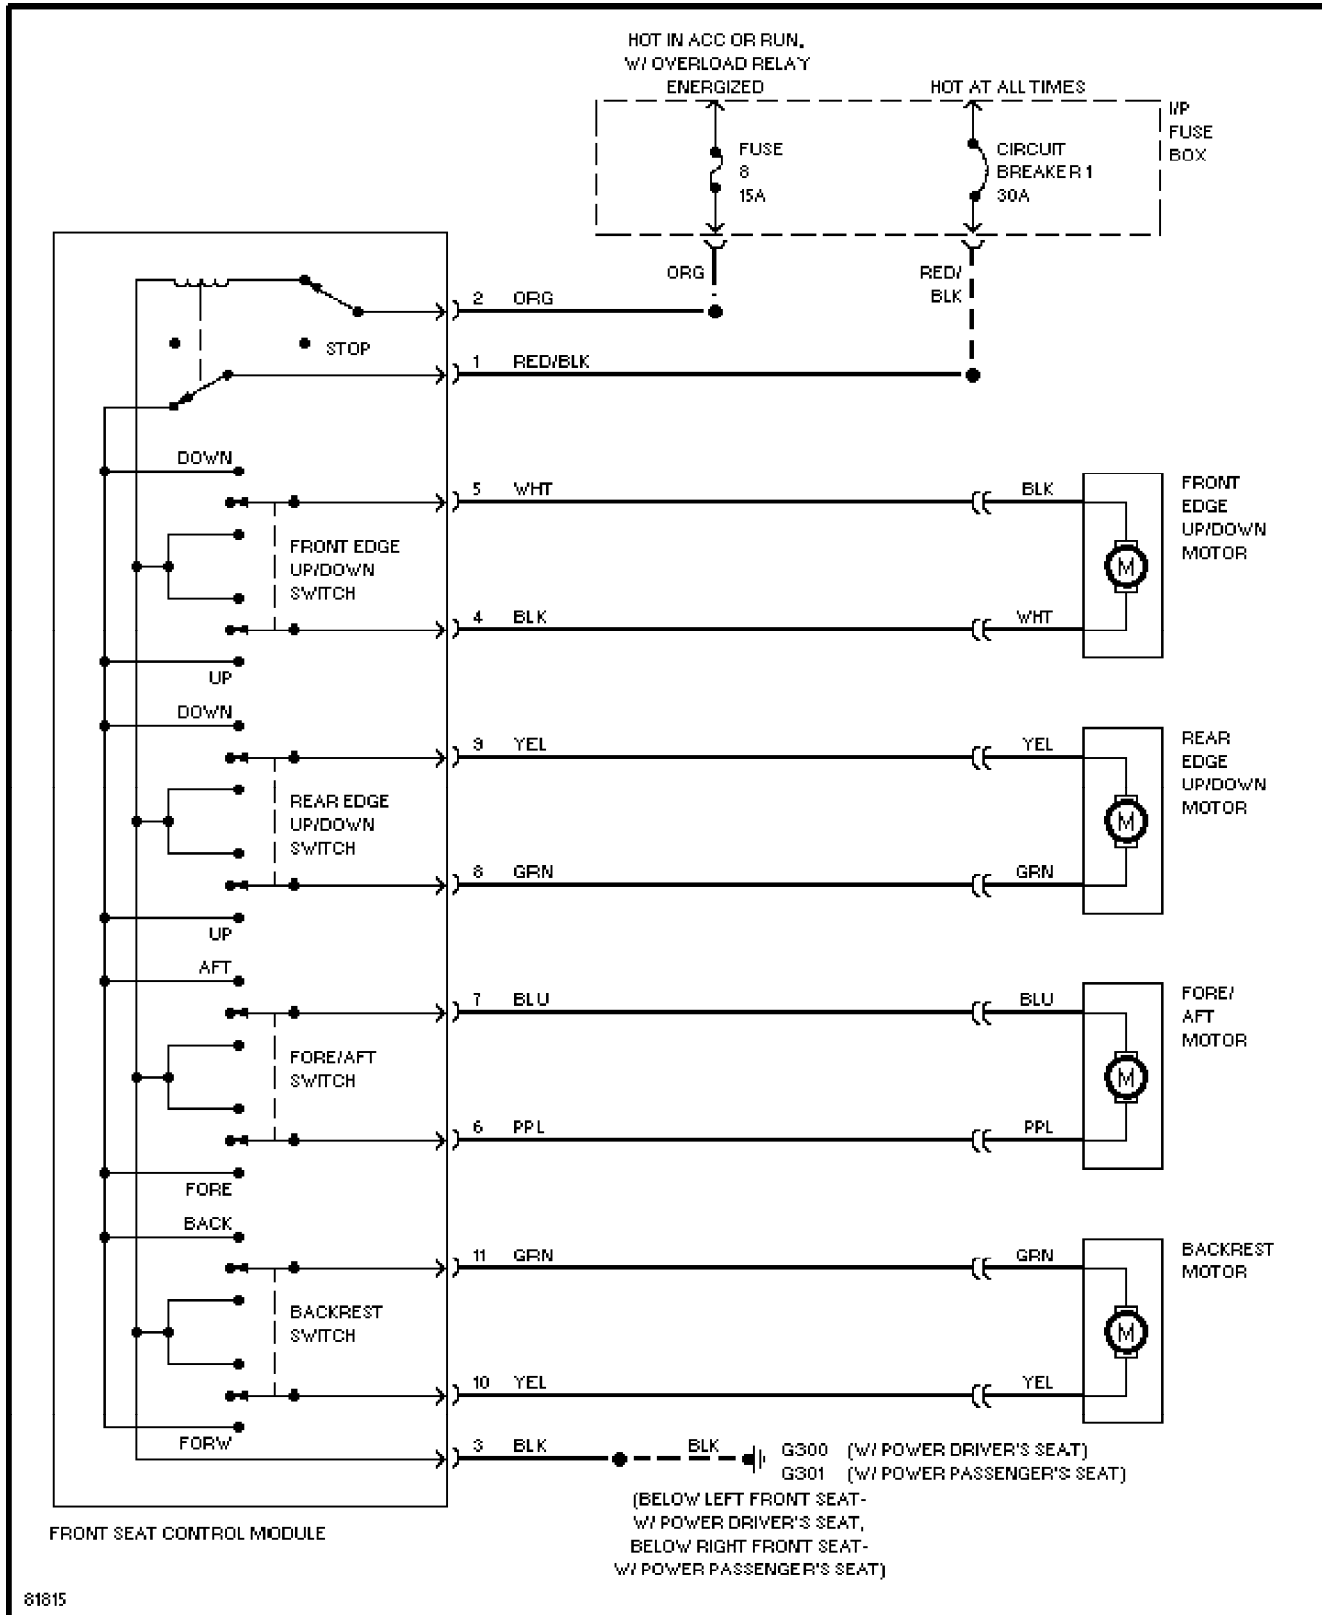 HOT IN ACC OR RUN,
W/ OVERLOAD RELAY
ENERGIZED
HOT AT ALL TIMES
I/P
FUSE
BOX
FUSE
8
15A
CIRCUIT
BREAKER 1
30A
ORG
RED/
BLK
2 ORG
STOP
1 RED/BLK
DOWN
5 WHT
BLK
FRONT
EDGE
UP/DOWN
MOTOR
FRONT EDGE
UP/DOWN
SWITCH
M
4 BLK
WHT
UP
DOWN
9 YEL
YEL
REAR
EDGE
UP/DOWN
MOTOR
REAR EDGE
UP/DOWN
SWITCH
M
8 GRN
GRN
UP
AFT
7 BLU
BLU
FORE/
AFT
MOTOR
FORE/AFT
SWITCH
M
6 PPL
PPL
FORE
BACK
11 GRN
GRN
BACKREST
MOTOR
BACKREST
SWITCH
M
10 YEL
YEL
FORW
3 BLK
BLK
G300 (W/ POWER DRIVER'S SEAT)
G301 (W/ POWER PASSENGER'S SEAT)
(BELOW LEFT FRONT SEAT-
W/ POWER DRIVER'S SEAT,
BELOW RIGHT FRONT SEAT-
W/ POWER PASSENGER'S SEAT)
FRONT SEAT CONTROL MODULE
81815